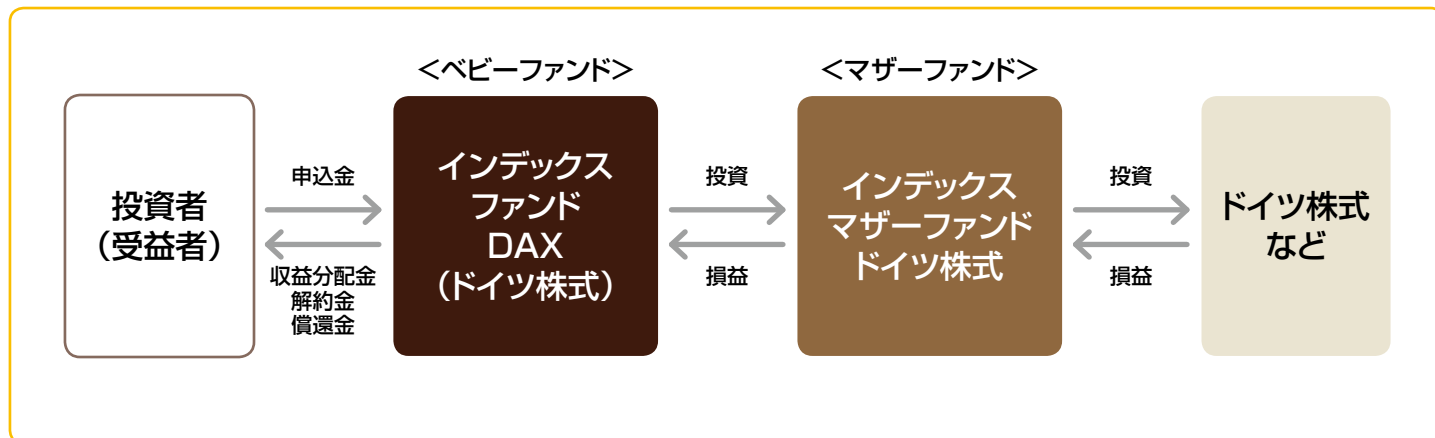 ＜ベビーファンド＞
＜マザーファンド＞
投資者
（受益者）
申込金
収益分配金
解約金
償還金
インデックス
ファンド
DAX
（ドイツ株式）
投資
損益
インデックス
マザーファンド
ドイツ株式
投資
損益
ドイツ株式
など